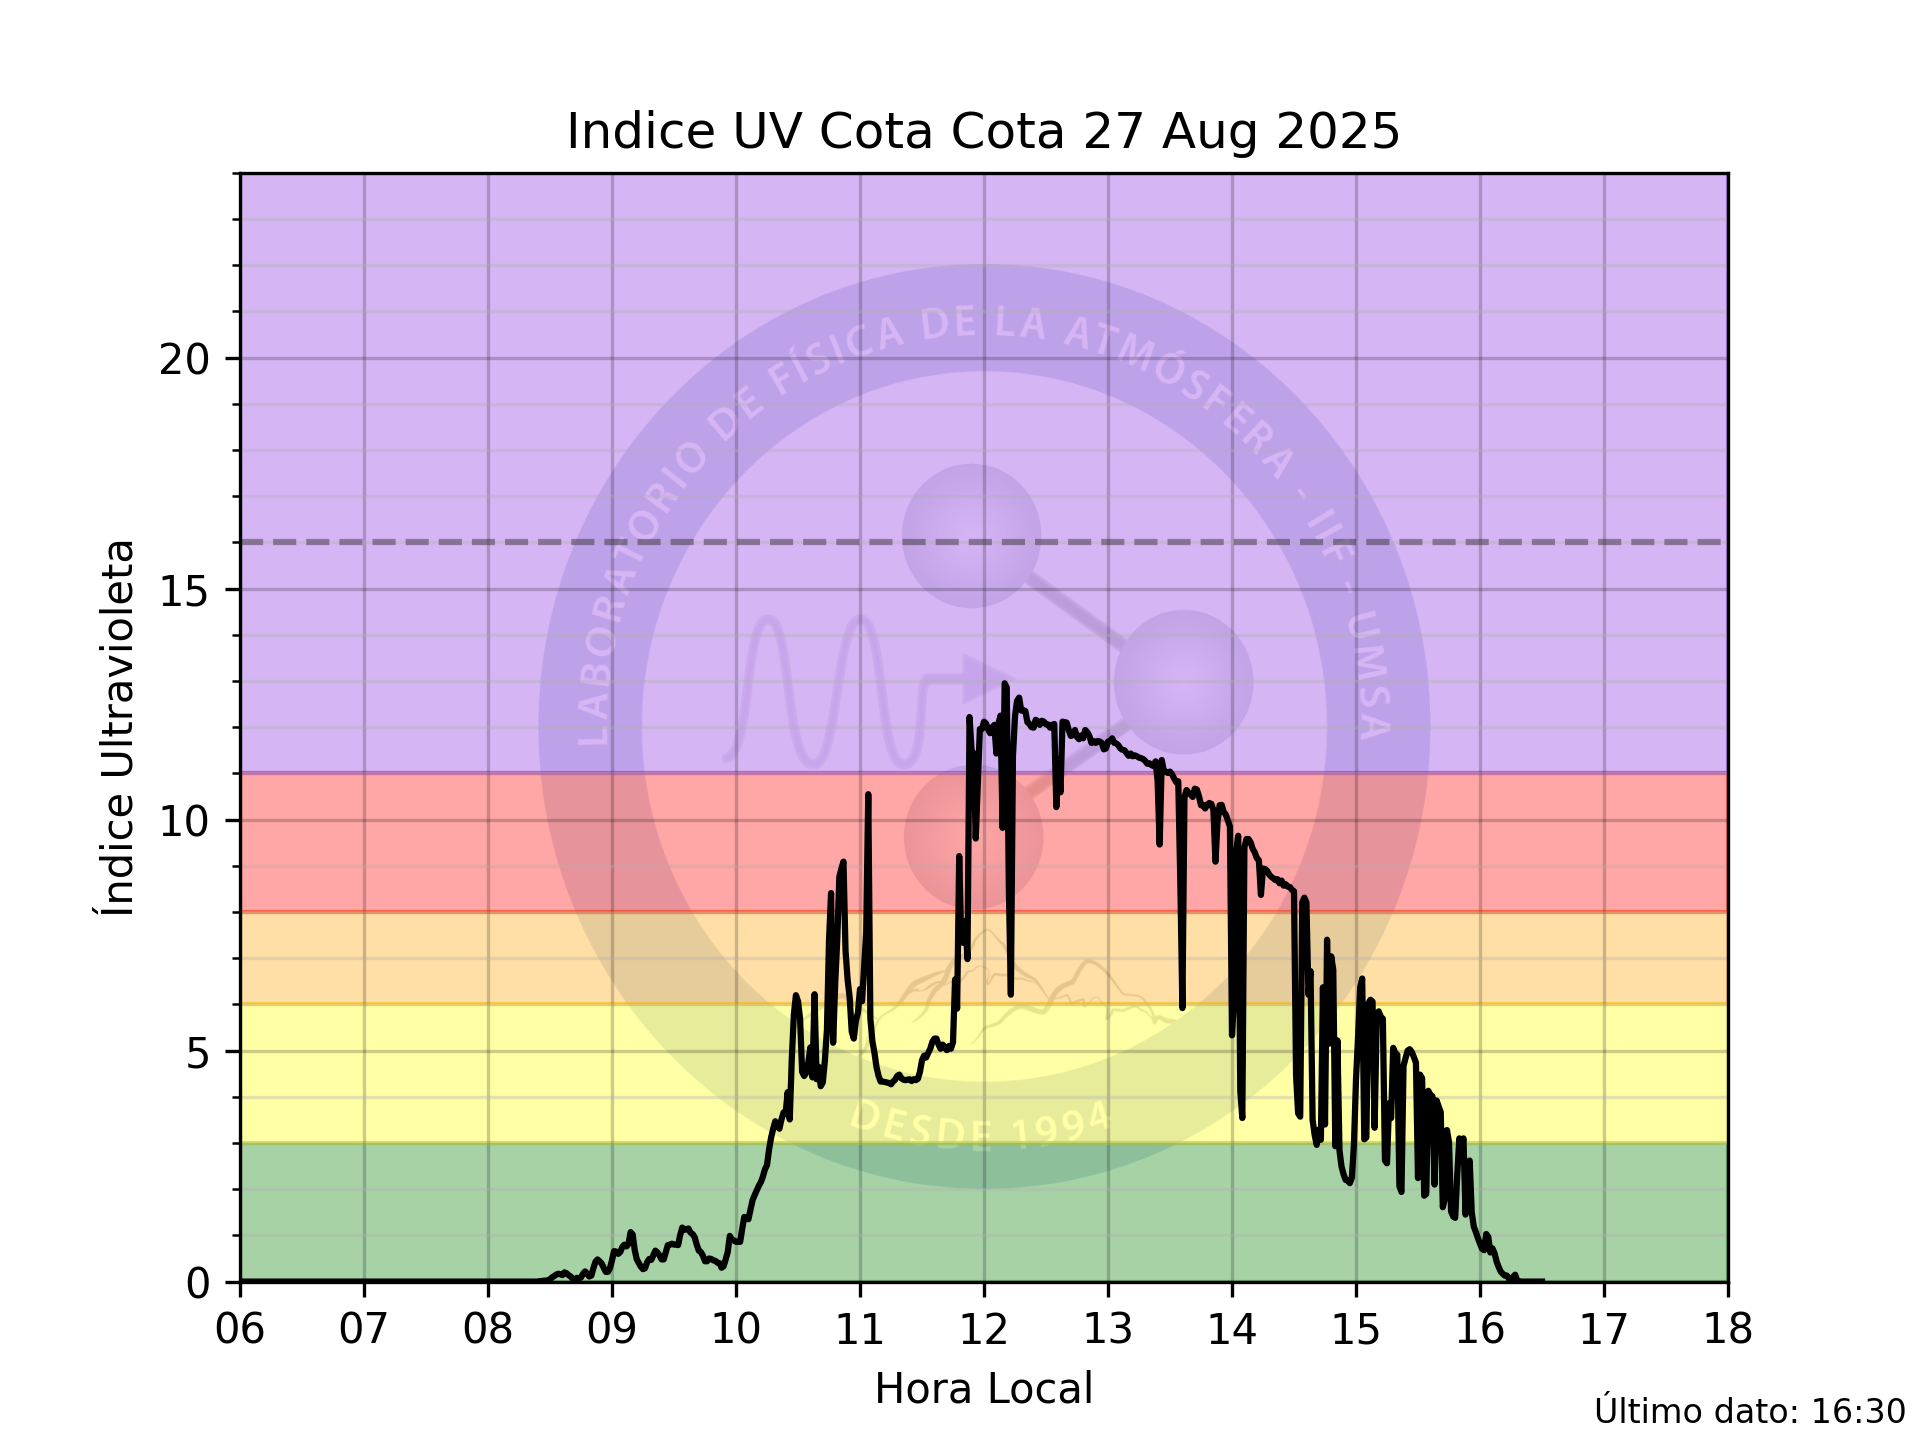 Indice UV Cota Cota 27 Aug 2025
Índice Ultravioleta
20
15
10
5
0
LABORATORIO DE FÍSICA DE LA ATMÓSFERA - IIF - UMSA
DESDE 1994
06 07 08 09 10 11 12 13 14 15 16 17 18
Hora Local
Último dato: 16:30